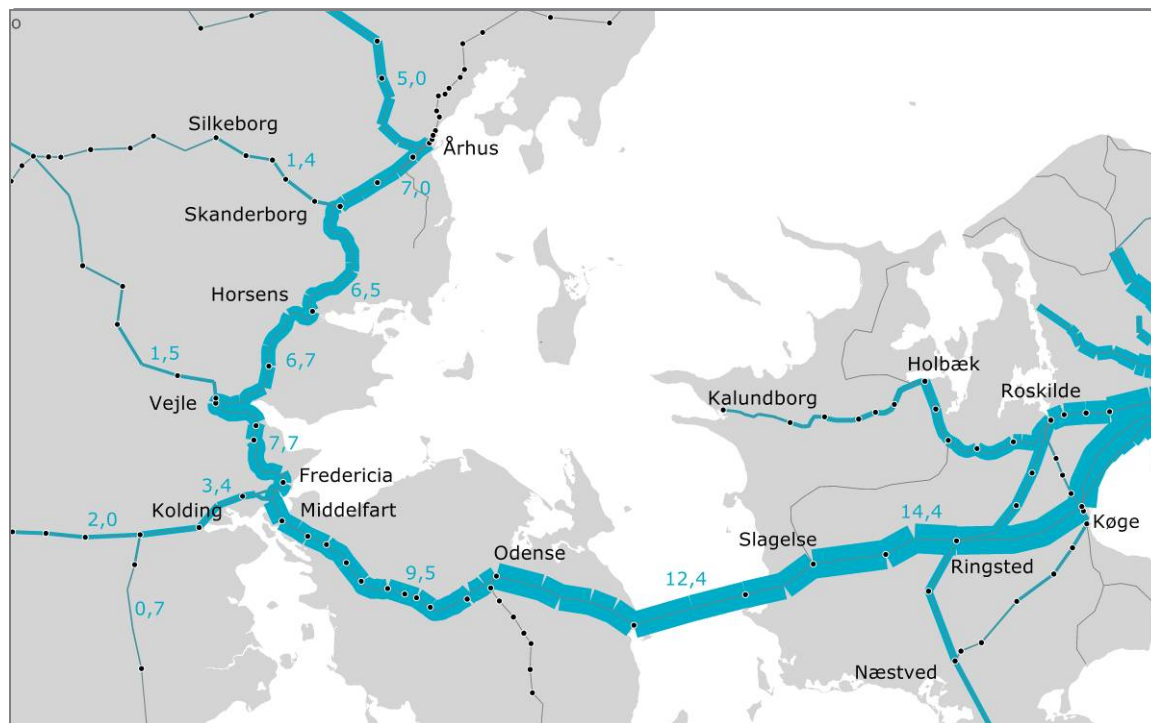 o
5,0
Silkeborg
1,4
Århus
7,0
Skanderborg
Horsens
6,5
6,7
1,5
Vejle
7,7
Holbæk
Kalundborg
Roskilde
Fredericia
3,4
Kolding
Middelfart
2,0
Køge
14,4
Slagelse
Odense
Ringsted
9,5
12,4
0,7
Næstved